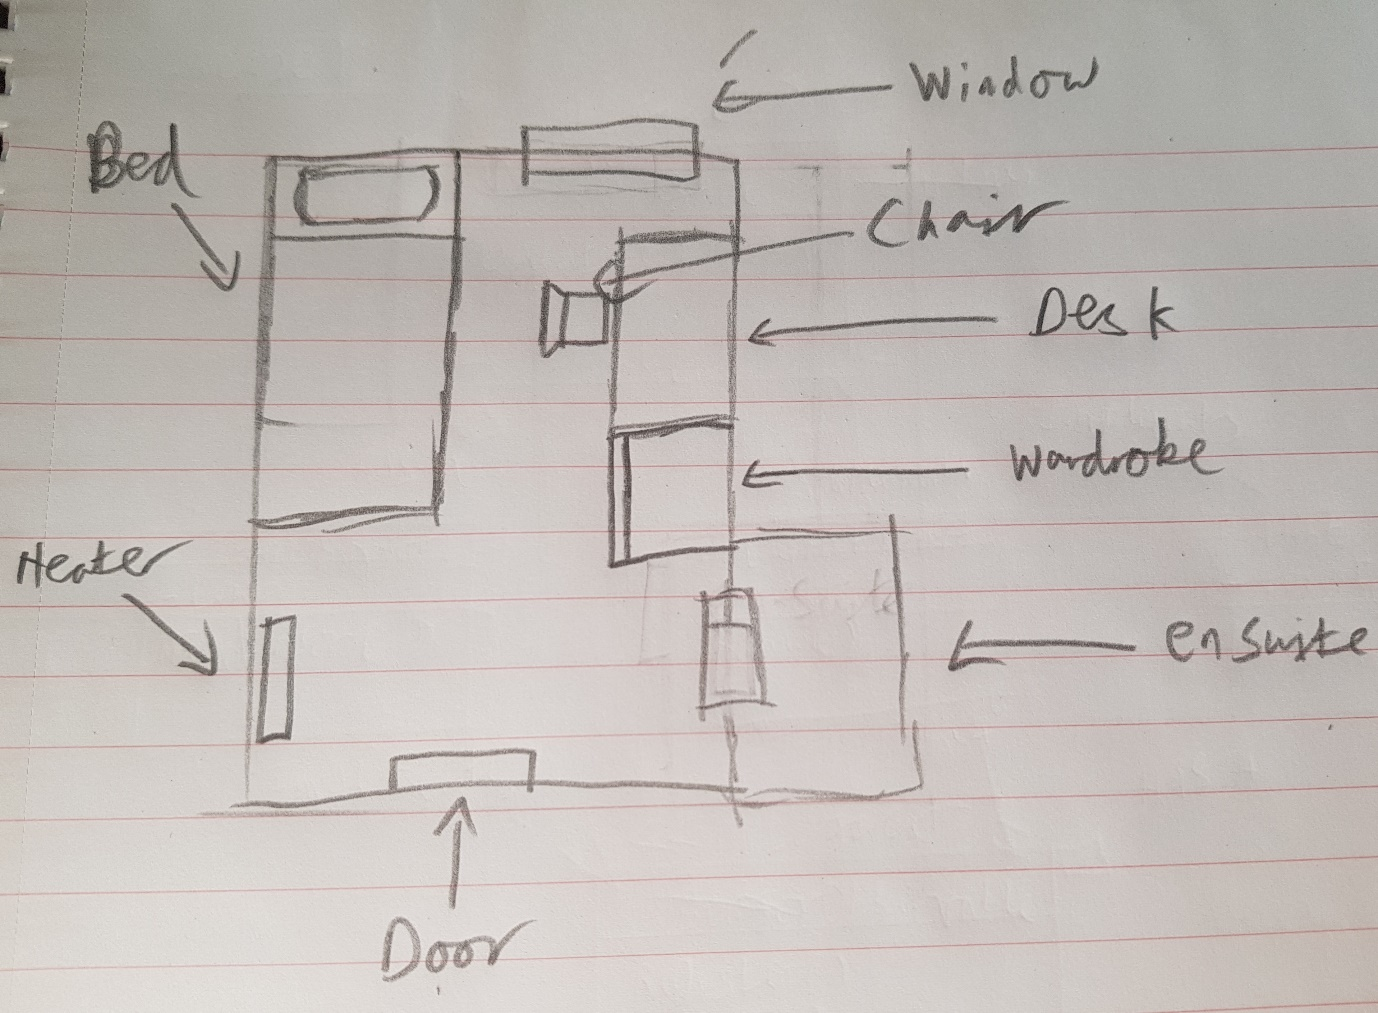 Window
Bed
Chair
Desk
Wardrobe
Heater
ensuite
Door